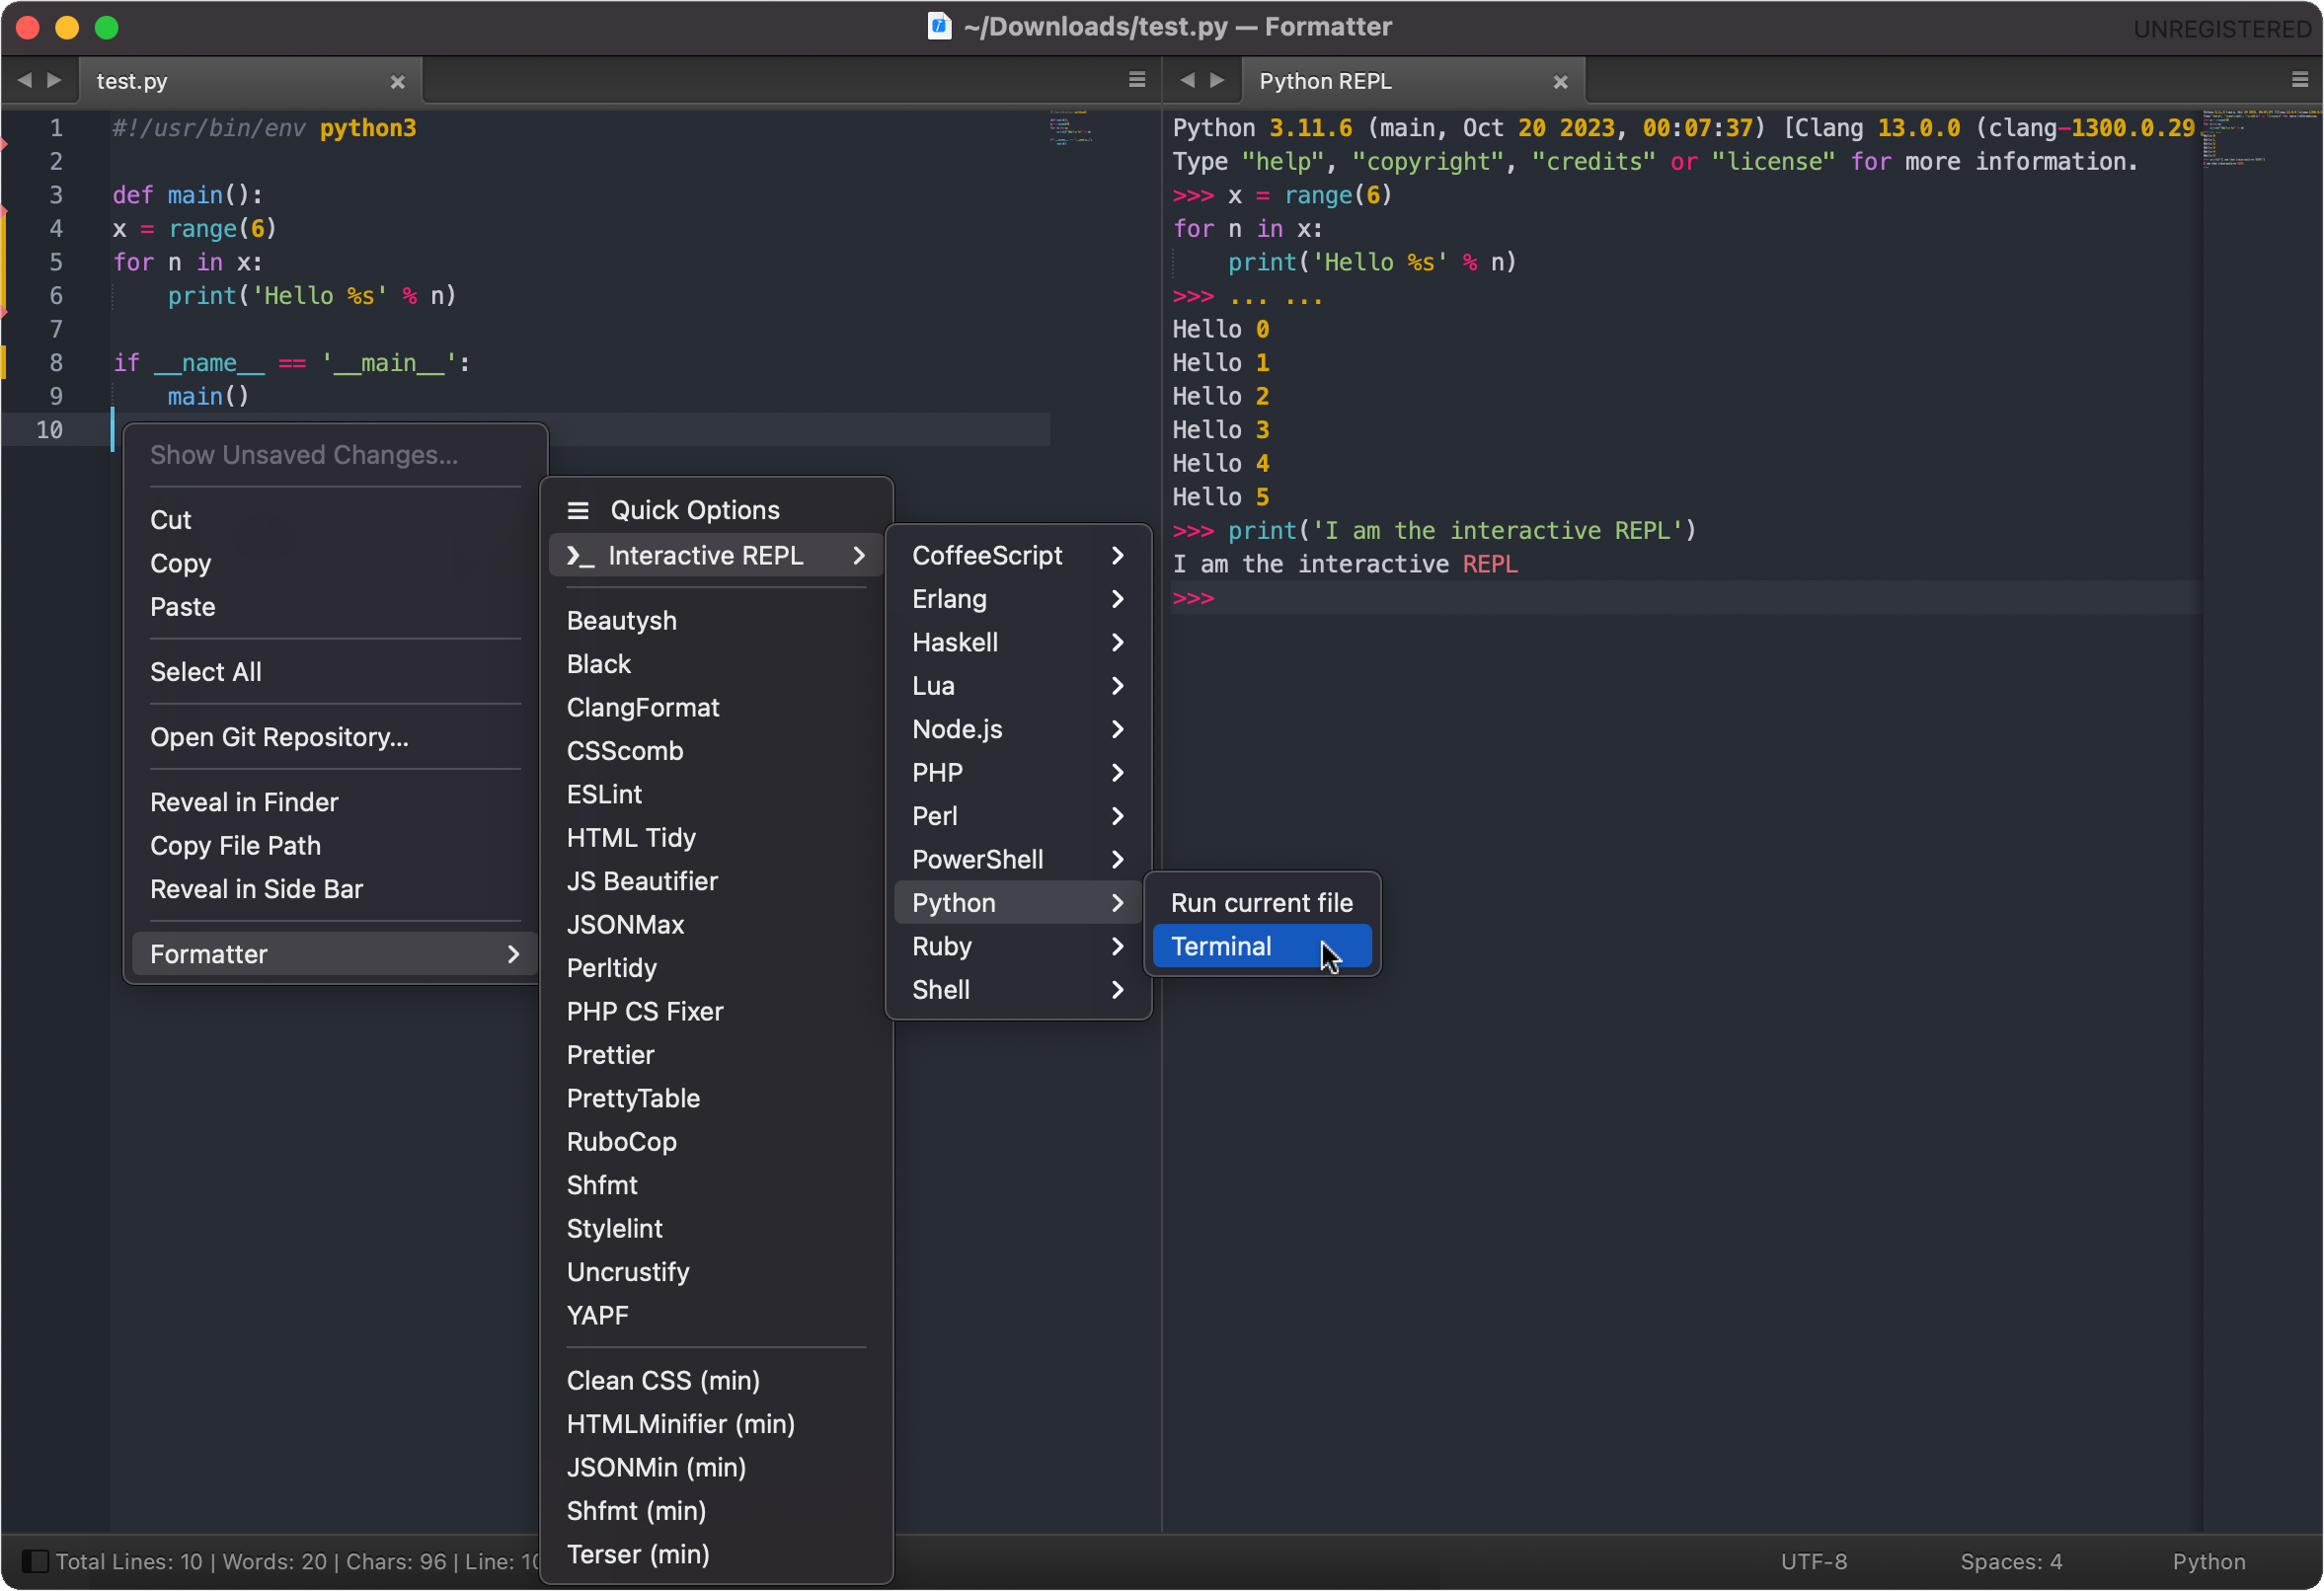 ~/Downloads/test.py — Formatter
UNREGISTERED
test.py
Python REPL
1 #!/usr/bin/env python3
2
3 def main():
4 x = range(6)
5 for n in x:
6     print('Hello %s' % n)
7
8 if __name__ == '__main__':
9     main()
10
Show Unsaved Changes...
Cut
Copy
Paste
Select All
Open Git Repository...
Reveal in Finder
Copy File Path
Reveal in Side Bar
Formatter
Quick Options
Interactive REPL
Beautysh
Black
ClangFormat
CSScomb
ESLint
HTML Tidy
JS Beautifier
JSONMax
Perltidy
PHP CS Fixer
Prettier
PrettyTable
RuboCop
Shfmt
Stylelint
Uncrustify
YAPF
Clean CSS (min)
HTMLMinifier (min)
JSONMin (min)
Shfmt (min)
Terser (min)
CoffeeScript
Erlang
Haskell
Lua
Node.js
PHP
Perl
PowerShell
Python
Ruby
Shell
Run current file
Terminal
Python 3.11.6 (main, Oct 20 2023, 00:07:37) [Clang 13.0.0 (clang-1300.0.29
Type "help", "copyright", "credits" or "license" for more information.
>>> x = range(6)
for n in x:
    print('Hello %s' % n)
>>> ... ...
Hello 0
Hello 1
Hello 2
Hello 3
Hello 4
Hello 5
>>> print('I am the interactive REPL')
I am the interactive REPL
>>>
Total Lines: 10 | Words: 20 | Chars: 96 | Line: 10
UTF-8
Spaces: 4
Python